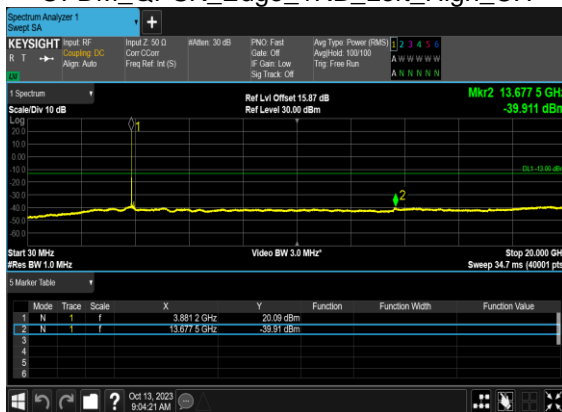 Spectrum Analyzer 1
Swept SA
KEYSIGHT
R T
Input: RF
Coupling: DC
Align: Auto
Input Z: 50 Ω
Corr CCorr
Freq Ref: Int (S)
#Atten: 30 dB
PNO: Fast
Gate: Off
IF Gain: Low
Sig Track: Off
Avg Type: Power (RMS)
Avg|Hold: 100/100
Trig: Free Run
1 2 3 4 5 6
A W W W W W
A N N N N N
1 Spectrum
Scale/Div 10 dB
Ref Lvl Offset 15.87 dB
Ref Level 30.00 dBm
Mkr2 13.677 5 GHz
-39.911 dBm
Log
20.0
10.0
0.00
-10.0
-20.0
-30.0
-40.0
-50.0
-60.0
1
2
DL1 -13.00 dBm
Start 30 MHz
#Res BW 1.0 MHz
Video BW 3.0 MHz*
Stop 20.000 GHz
Sweep 34.7 ms (40001 pts)
5 Marker Table
Mode Trace Scale X Y Function Function Width Function Value
1 N 1 f 3.881 2 GHz 20.09 dBm
2 N 1 f 13.677 5 GHz -39.91 dBm
3
4
5
6
Oct 13, 2023
9:04:21 AM